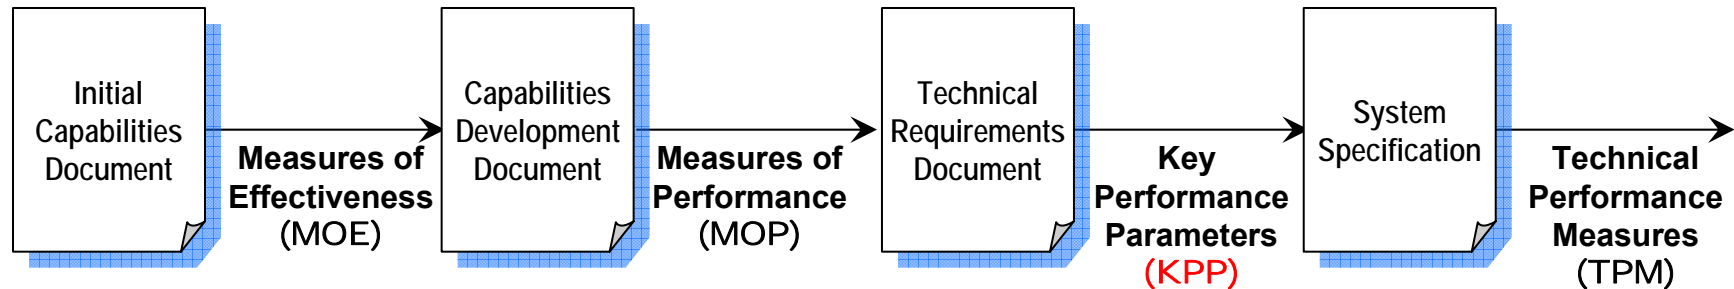 Initial
Capabilities
Document
Measures of
Effectiveness
(MOE)
Capabilities
Development
Document
Measures of
Performance
(MOP)
Technical
Requirements
Document
Key
Performance
Parameters
(KPP)
System
Specification
Technical
Performance
Measures
(TPM)